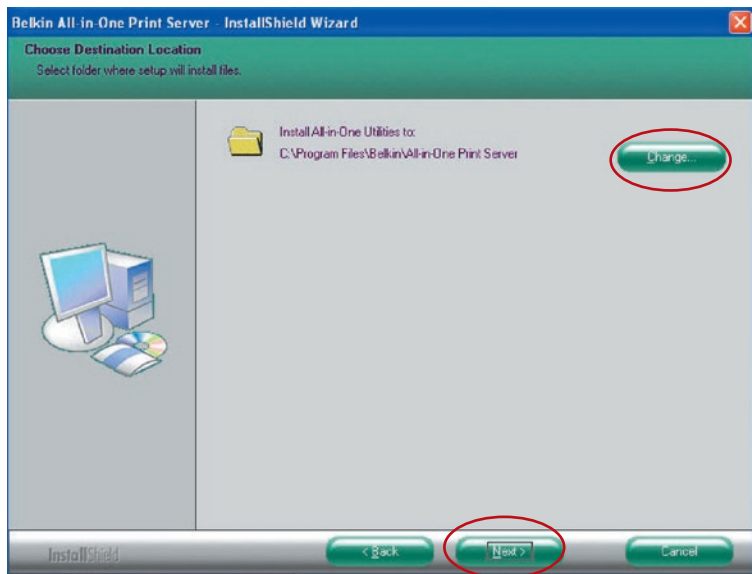 Belkin All-in-One Print Server - InstallShield Wizard
Choose Destination Location
Select folder where setup will install files.
Install All-in-One Utilities to:
C:\Program Files\Belkin\All-in-One Print Server
Change...
InstallShield
< Back
Next >
Cancel